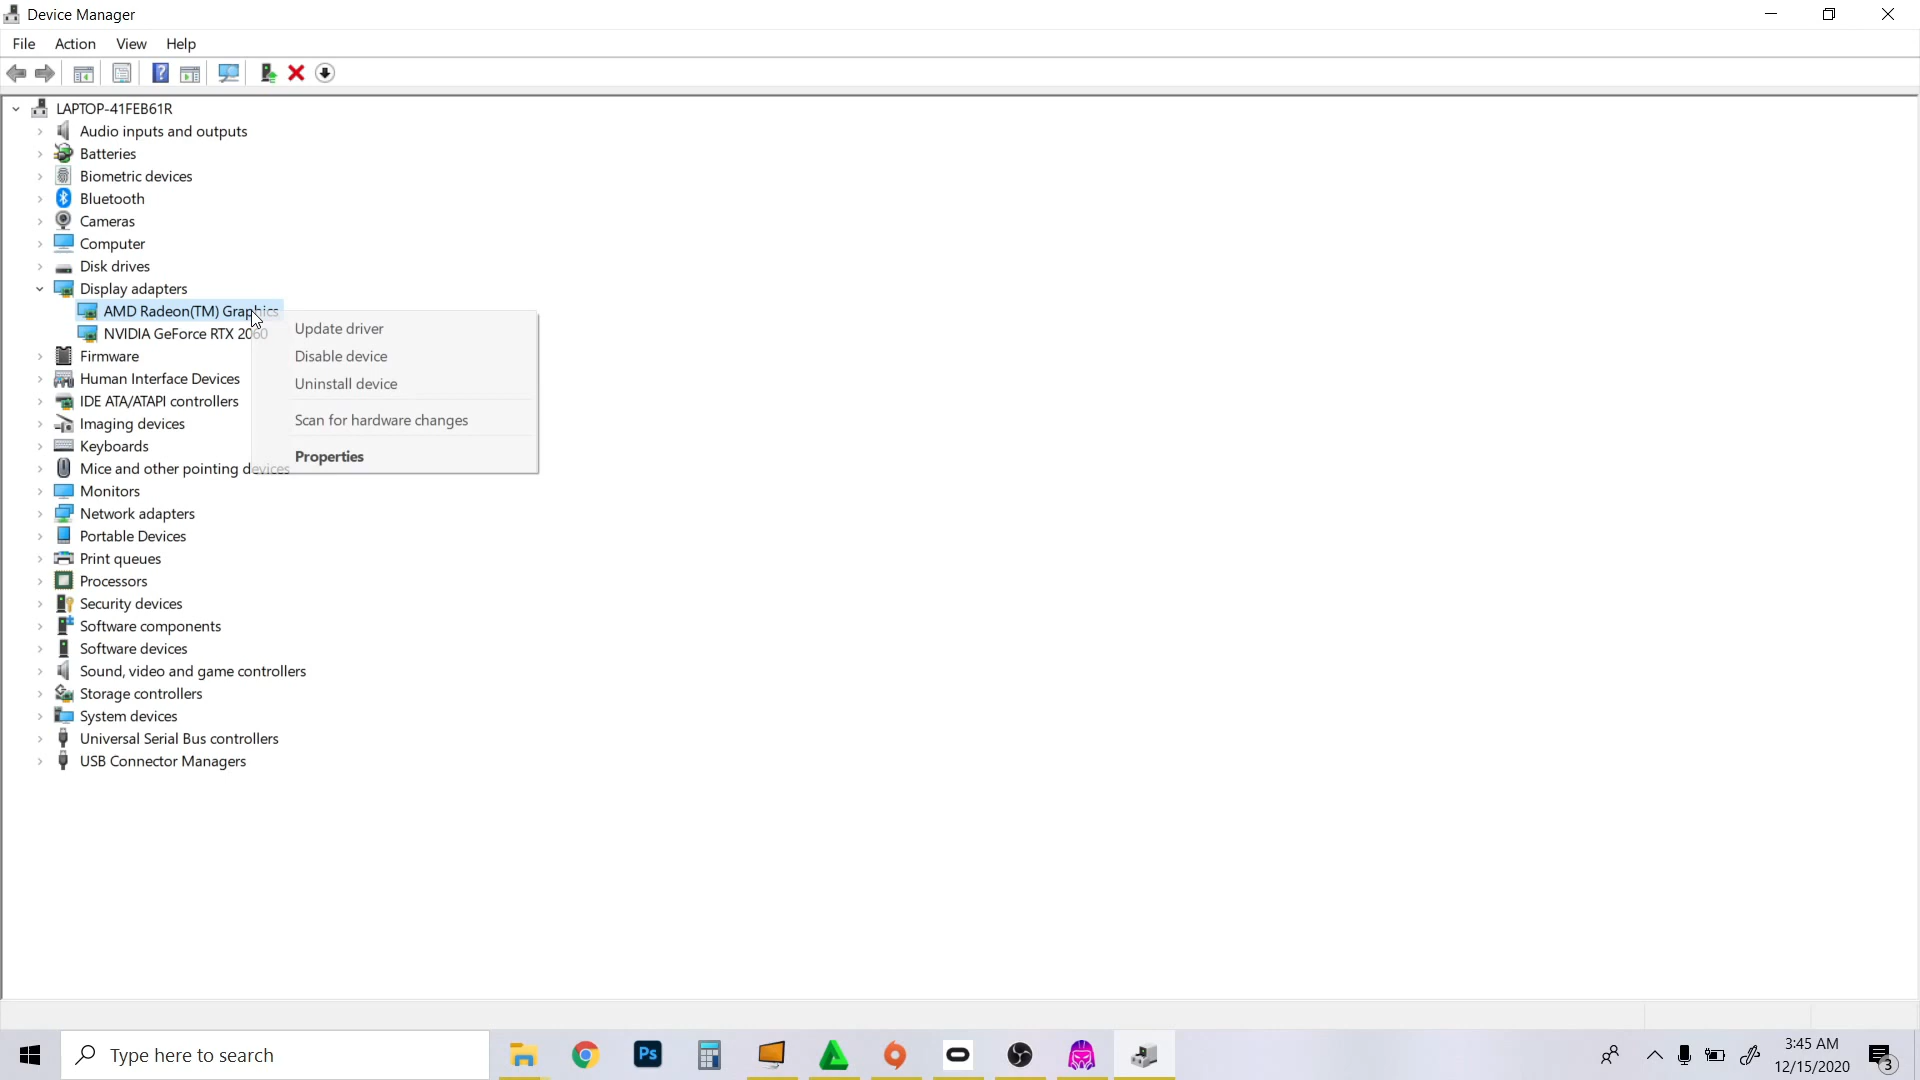 Device Manager
File Action View Help
LAPTOP-41FEB61R
Audio inputs and outputs
Batteries
Biometric devices
Bluetooth
Cameras
Computer
Disk drives
Display adapters
AMD Radeon(TM) Graphics
NVIDIA GeForce RTX 2060
Update driver
Disable device
Uninstall device
Scan for hardware changes
Properties
Firmware
Human Interface Devices
IDE ATA/ATAPI controllers
Imaging devices
Keyboards
Mice and other pointing devices
Monitors
Network adapters
Portable Devices
Print queues
Processors
Security devices
Software components
Software devices
Sound, video and game controllers
Storage controllers
System devices
Universal Serial Bus controllers
USB Connector Managers
Type here to search
Ps
3:45 AM
12/15/2020
3